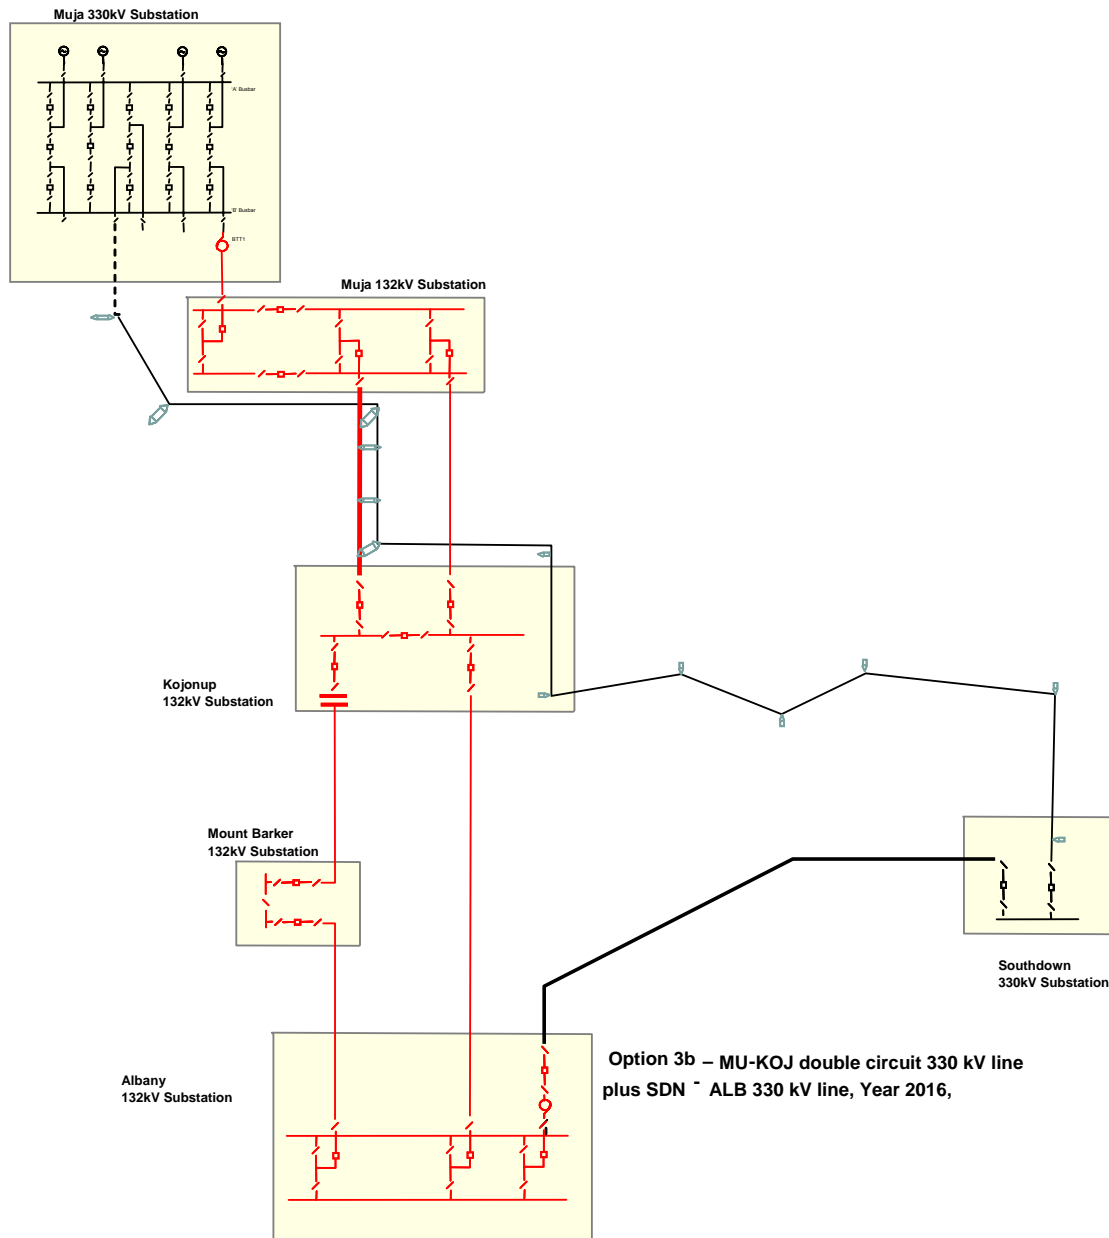 Muja 330kV Substation
'A' Busbar
'B' Busbar
BTT1
Muja 132kV Substation
Kojonup
132kV Substation
Mount Barker
132kV Substation
Southdown
330kV Substation
Albany
132kV Substation
Option 3b – MU-KOJ double circuit 330 kV line
plus SDN - ALB 330 kV line, Year 2016,